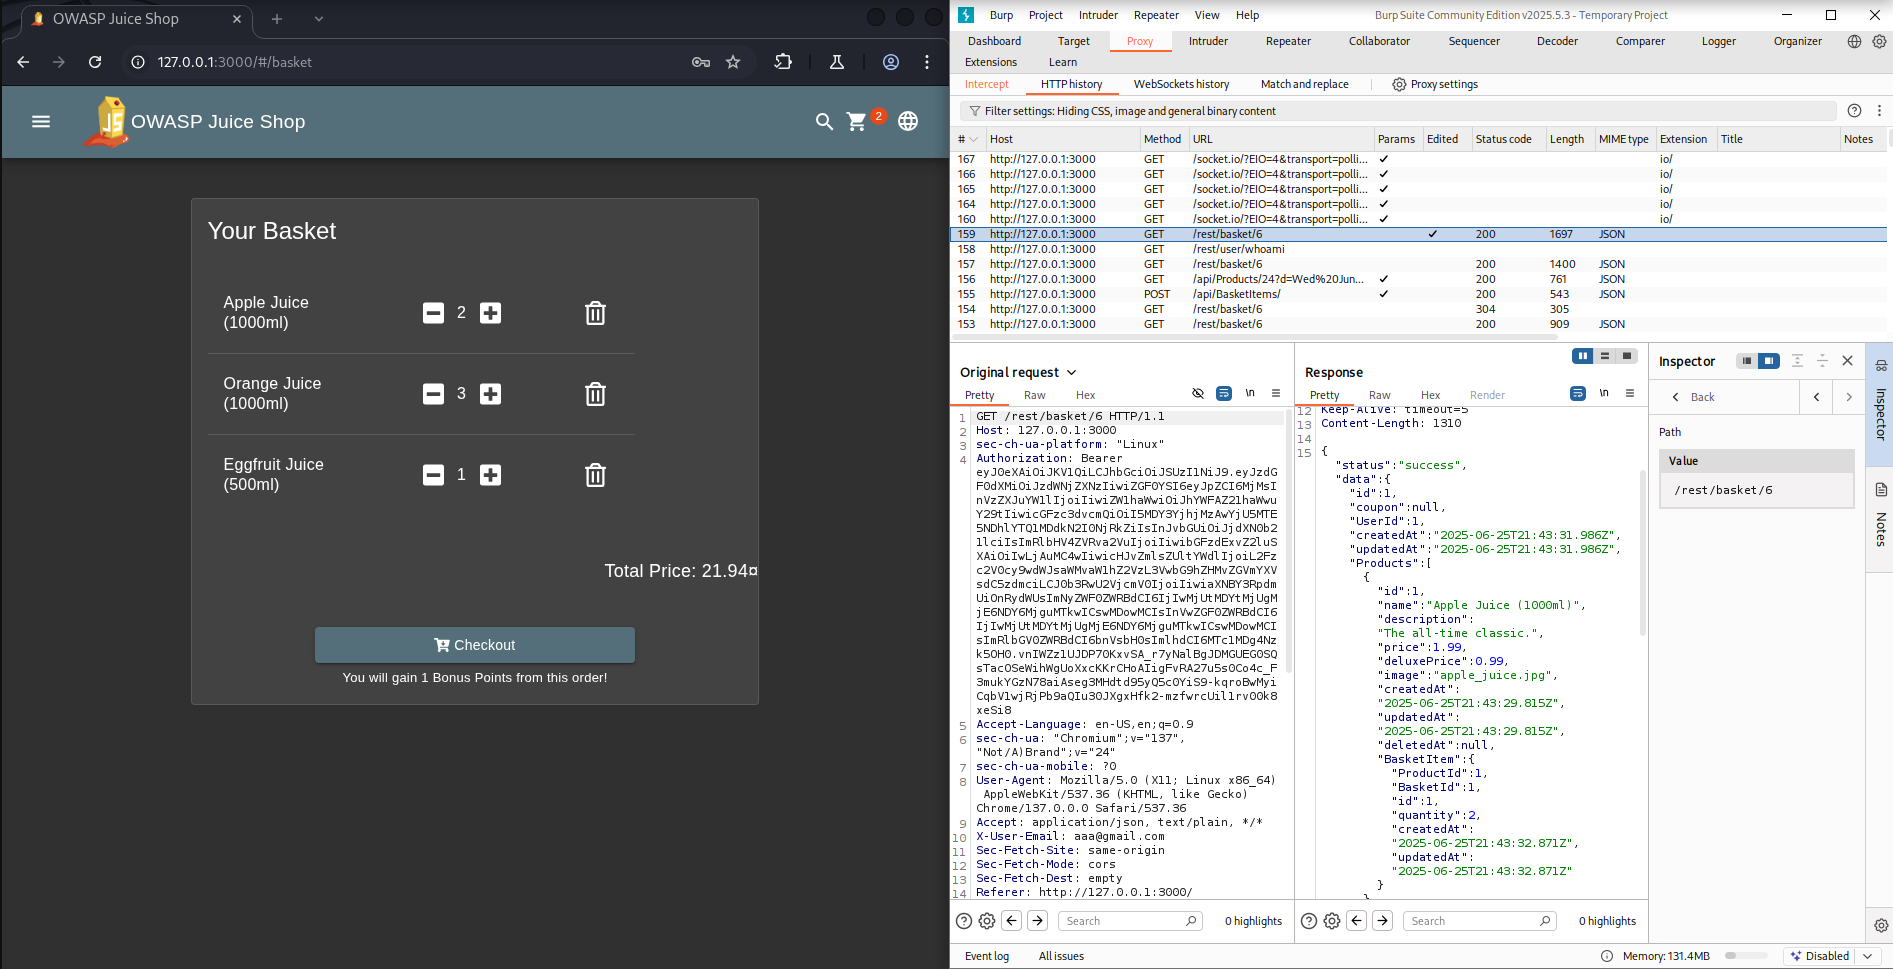 OWASP Juice Shop
127.0.0.1:3000/#/basket
OWASP Juice Shop
2
Your Basket
Apple Juice
(1000ml)
2
Orange Juice
(1000ml)
3
Eggfruit Juice
(500ml)
1
Total Price: 21.94¤
Checkout
You will gain 1 Bonus Points from this order!
Burp Project Intruder Repeater View Help
Burp Suite Community Edition v2025.5.3 - Temporary Project
Dashboard Target Proxy Intruder Repeater Collaborator Sequencer Decoder Comparer Logger Organizer
Extensions Learn
Intercept HTTP history WebSockets history Match and replace Proxy settings
Filter settings: Hiding CSS, image and general binary content
# Host Method URL Params Edited Status code Length MIME type Extension Title Notes
167 http://127.0.0.1:3000 GET /socket.io/?EIO=4&transport=polli... ✓ io/
166 http://127.0.0.1:3000 GET /socket.io/?EIO=4&transport=polli... ✓ io/
165 http://127.0.0.1:3000 GET /socket.io/?EIO=4&transport=polli... ✓ io/
164 http://127.0.0.1:3000 GET /socket.io/?EIO=4&transport=polli... ✓ io/
160 http://127.0.0.1:3000 GET /socket.io/?EIO=4&transport=polli... ✓ io/
159 http://127.0.0.1:3000 GET /rest/basket/6 ✓ 200 1697 JSON
158 http://127.0.0.1:3000 GET /rest/user/whoami
157 http://127.0.0.1:3000 GET /rest/basket/6 200 1400 JSON
156 http://127.0.0.1:3000 GET /api/Products/24?d=Wed%20Jun... ✓ 200 761 JSON
155 http://127.0.0.1:3000 POST /api/BasketItems/ ✓ 200 543 JSON
154 http://127.0.0.1:3000 GET /rest/basket/6 304 305
153 http://127.0.0.1:3000 GET /rest/basket/6 200 909 JSON
Original request
Pretty Raw Hex
\n
1 GET /rest/basket/6 HTTP/1.1
2 Host: 127.0.0.1:3000
3 sec-ch-ua-platform: "Linux"
4 Authorization: Bearer
5 Accept-Language: en-US,en;q=0.9
6 sec-ch-ua: "Chromium";v="137",
"Not/A)Brand";v="24"
7 sec-ch-ua-mobile: ?0
8 User-Agent: Mozilla/5.0 (X11; Linux x86_64)
AppleWebKit/537.36 (KHTML, like Gecko)
Chrome/137.0.0.0 Safari/537.36
9 Accept: application/json, text/plain, */*
10 X-User-Email: aaa@gmail.com
11 Sec-Fetch-Site: same-origin
12 Sec-Fetch-Mode: cors
13 Sec-Fetch-Dest: empty
14 Referer: http://127.0.0.1:3000/
Search
0 highlights
Response
Pretty Raw Hex Render
\n
12 Keep-Alive: timeout=5
13 Content-Length: 1310
14
15 {
"status":"success",
"data":{
"id":1,
"coupon":null,
"UserId":1,
"createdAt":"2025-06-25T21:43:31.986Z",
"updatedAt":"2025-06-25T21:43:31.986Z",
"Products":[
{
"id":1,
"name":"Apple Juice (1000ml)",
"description":
"The all-time classic.",
"price":1.99,
"deluxePrice":0.99,
"image":"apple_juice.jpg",
"createdAt":
"2025-06-25T21:43:29.815Z",
"updatedAt":
"2025-06-25T21:43:29.815Z",
"deletedAt":null,
"BasketItem":{
"ProductId":1,
"BasketId":1,
"id":1,
"quantity":2,
"createdAt":
"2025-06-25T21:43:32.871Z",
"updatedAt":
"2025-06-25T21:43:32.871Z"
}
Search
0 highlights
Inspector
Back
Path
Value
/rest/basket/6
Inspector
Notes
Event log All issues
Memory: 131.4MB
Disabled